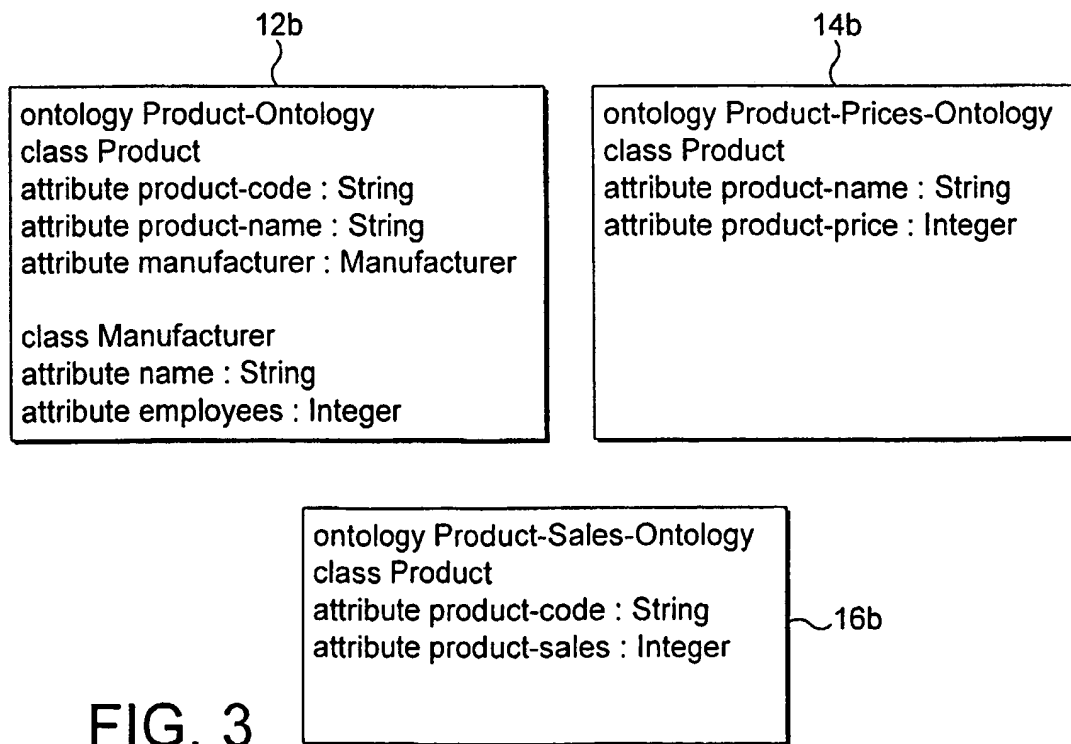 12b
ontology Product-Ontology
class Product
attribute product-code : String
attribute product-name : String
attribute manufacturer : Manufacturer
class Manufacturer
attribute name : String
attribute employees : Integer
14b
ontology Product-Prices-Ontology
class Product
attribute product-name : String
attribute product-price : Integer
ontology Product-Sales-Ontology
class Product
attribute product-code : String
attribute product-sales : Integer
16b
FIG. 3